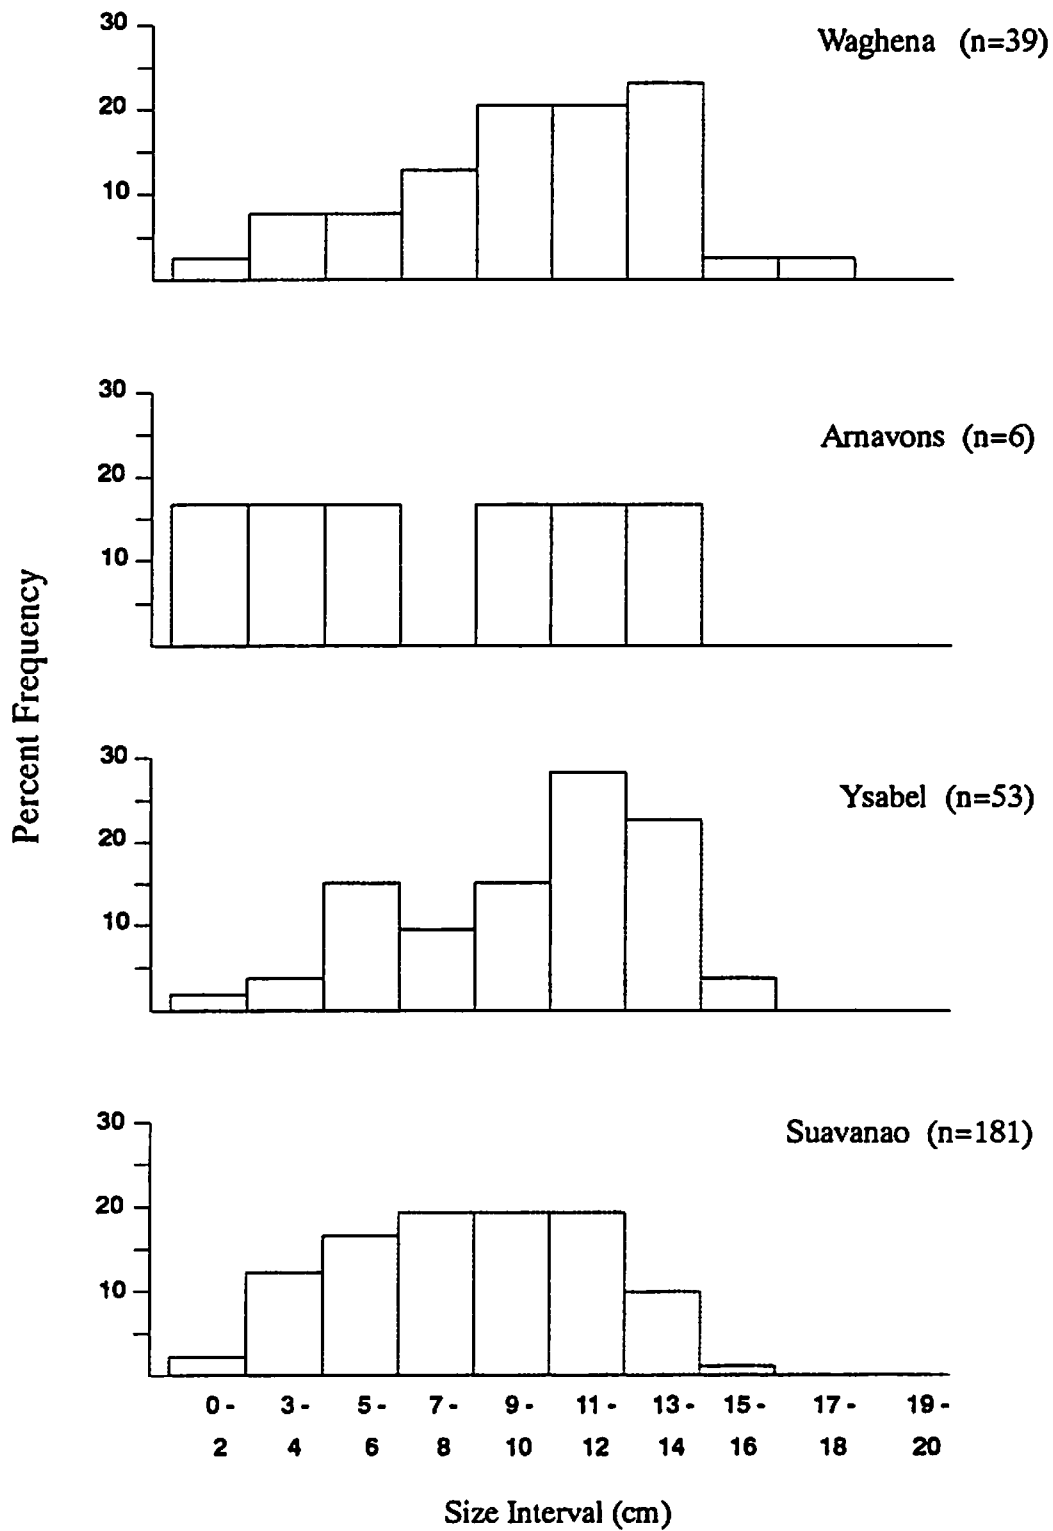 Waghena (n=39)
30
20
10
Arnavons (n=6)
30
20
10
Ysabel (n=53)
30
20
10
Suavanao (n=181)
30
20
10
Percent Frequency
0 - 3 - 5 - 7 - 9 - 11 - 13 - 15 - 17 - 19 -
2 4 6 8 10 12 14 16 18 20
Size Interval (cm)